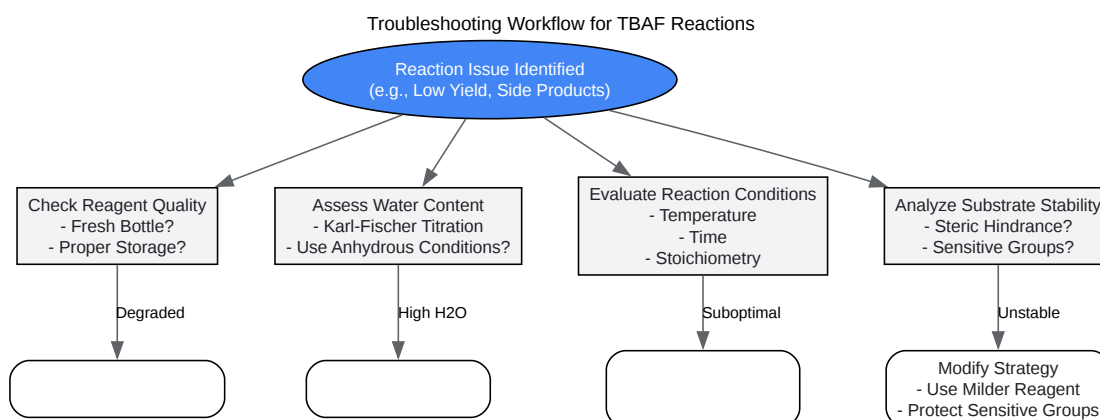 Troubleshooting Workflow for TBAF Reactions
Reaction Issue Identified
(e.g., Low Yield, Side Products)
Check Reagent Quality
- Fresh Bottle?
- Proper Storage?
Assess Water Content
- Karl-Fischer Titration
- Use Anhydrous Conditions?
Evaluate Reaction Conditions
- Temperature
- Time
- Stoichiometry
Analyze Substrate Stability
- Steric Hindrance?
- Sensitive Groups?
Degraded
High H2O
Suboptimal
Unstable
Modify Strategy
- Use Milder Reagent
- Protect Sensitive Groups